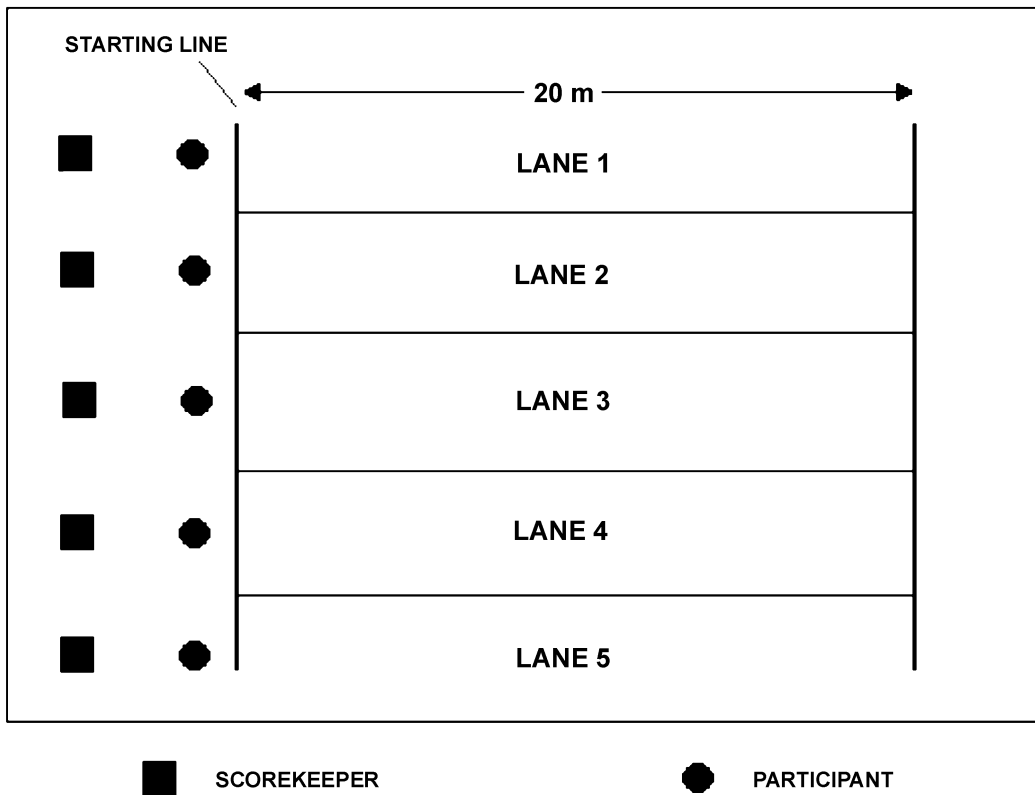 STARTING LINE
20 m
LANE 1
LANE 2
LANE 3
LANE 4
LANE 5
SCOREKEEPER
PARTICIPANT